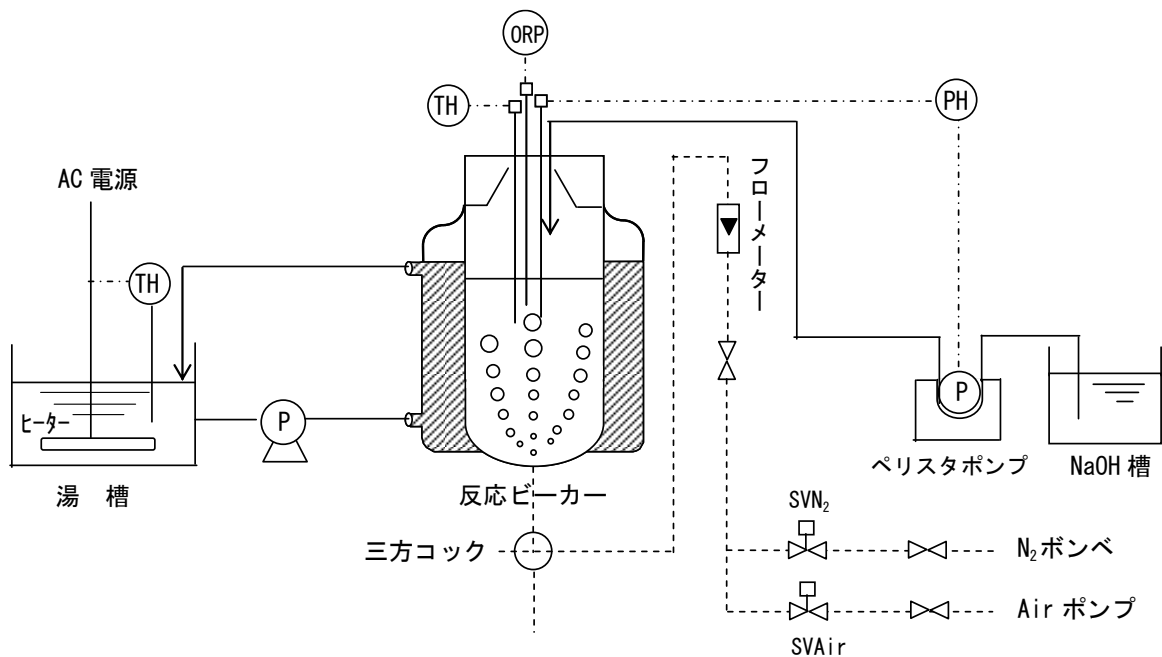 ORP
TH
PH
AC 電源
フローメーター
TH
P
P
ヒーター
ペリスタポンプ
NaOH 槽
湯 槽
反応ビーカー
SVN₂
三方コック
N₂ボンベ
Air ポンプ
SVAir